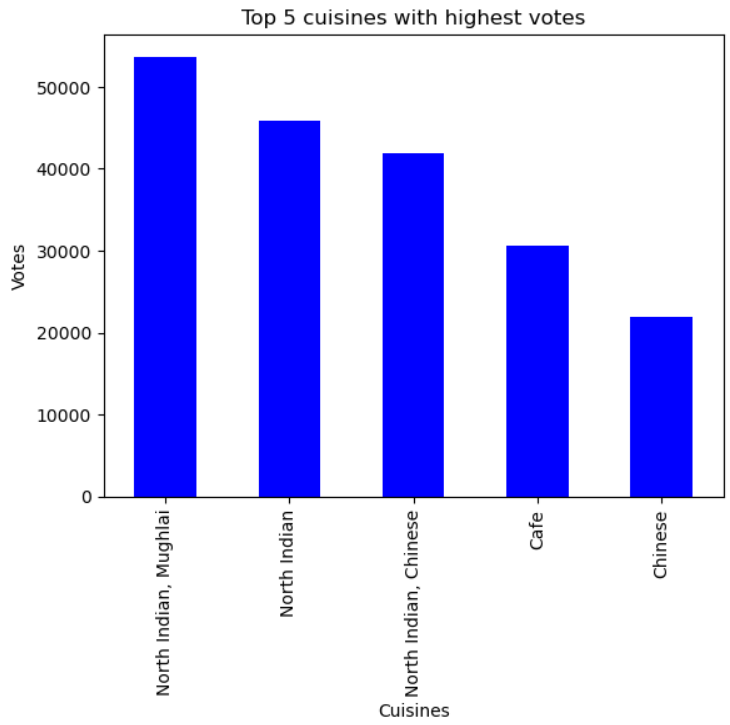 Top 5 cuisines with highest votes
Votes
50000
40000
30000
20000
10000
0
North Indian, Mughlai
North Indian
North Indian, Chinese
Cafe
Chinese
Cuisines